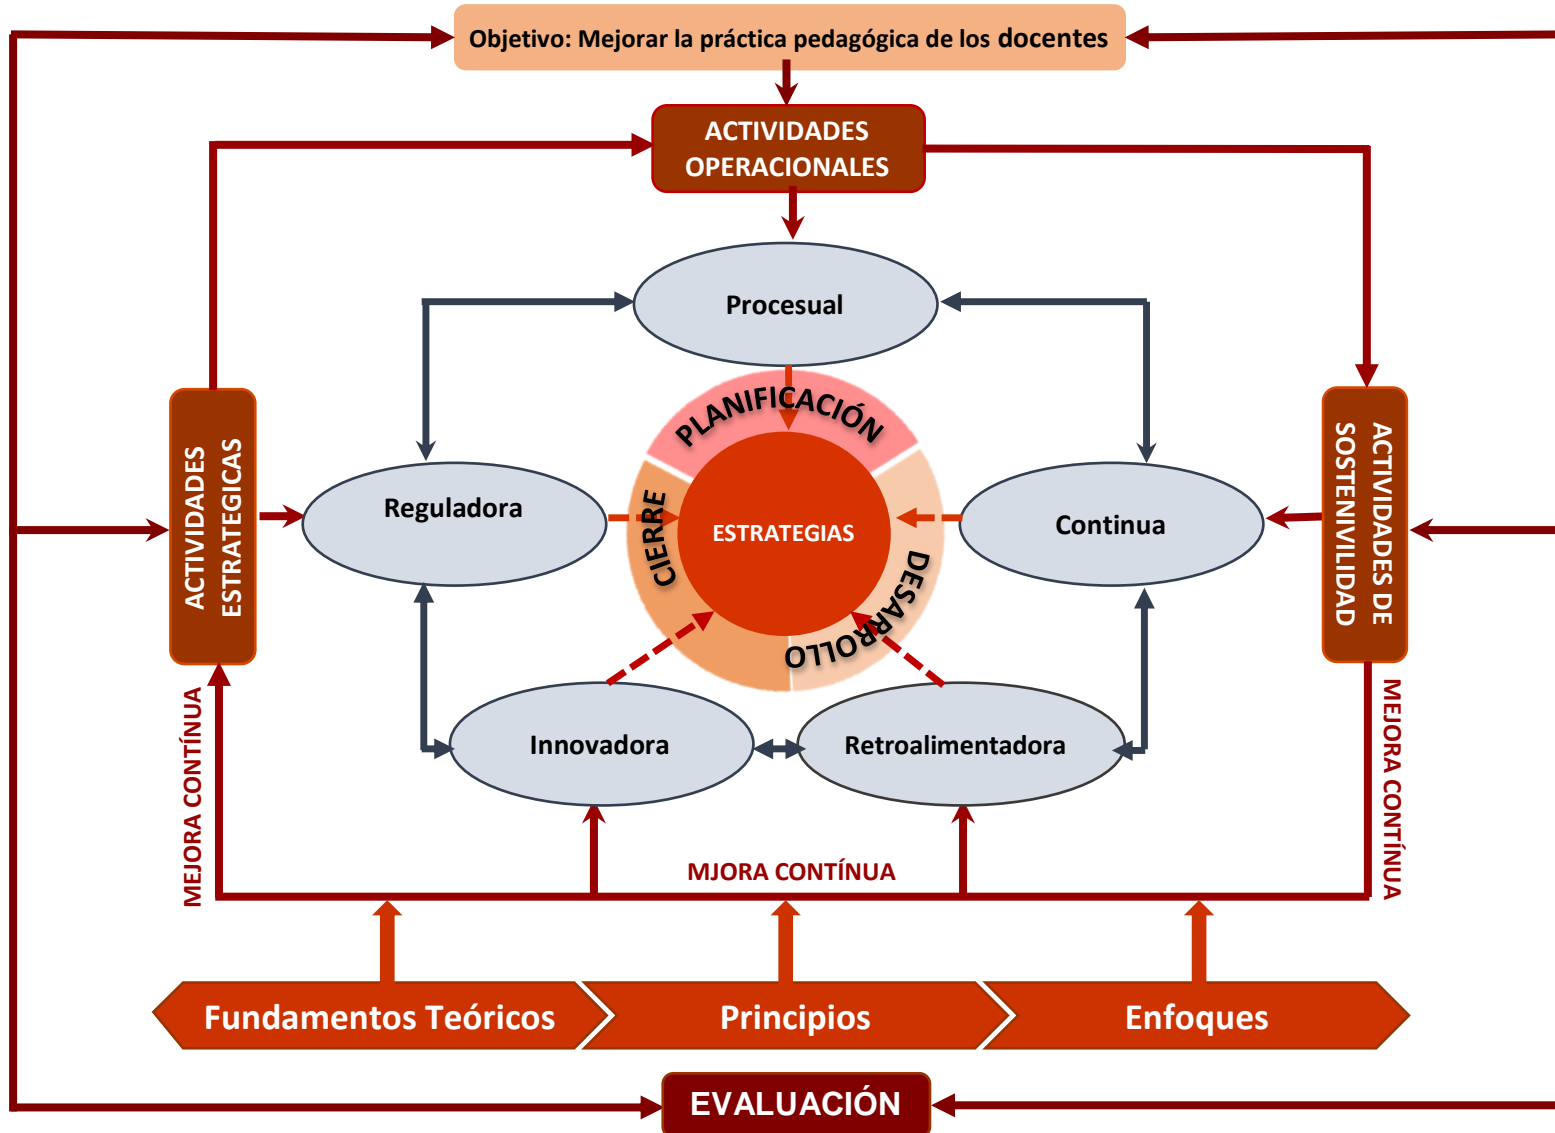 Objetivo: Mejorar la práctica pedagógica de los docentes
ACTIVIDADES
OPERACIONALES
Procesual
PLANIFICACIÓN
ACTIVIDADES
ESTRATEGICAS
Reguladora
CIERRE
ESTRATEGIAS
DESARROLLO
Continua
ACTIVIDADES DE
SOSTENIVILIDAD
Innovadora
Retroalimentadora
MEJORA CONTÍNUA
MJORA CONTÍNUA
MEJORA CONTÍNUA
Fundamentos Teóricos
Principios
Enfoques
EVALUACIÓN